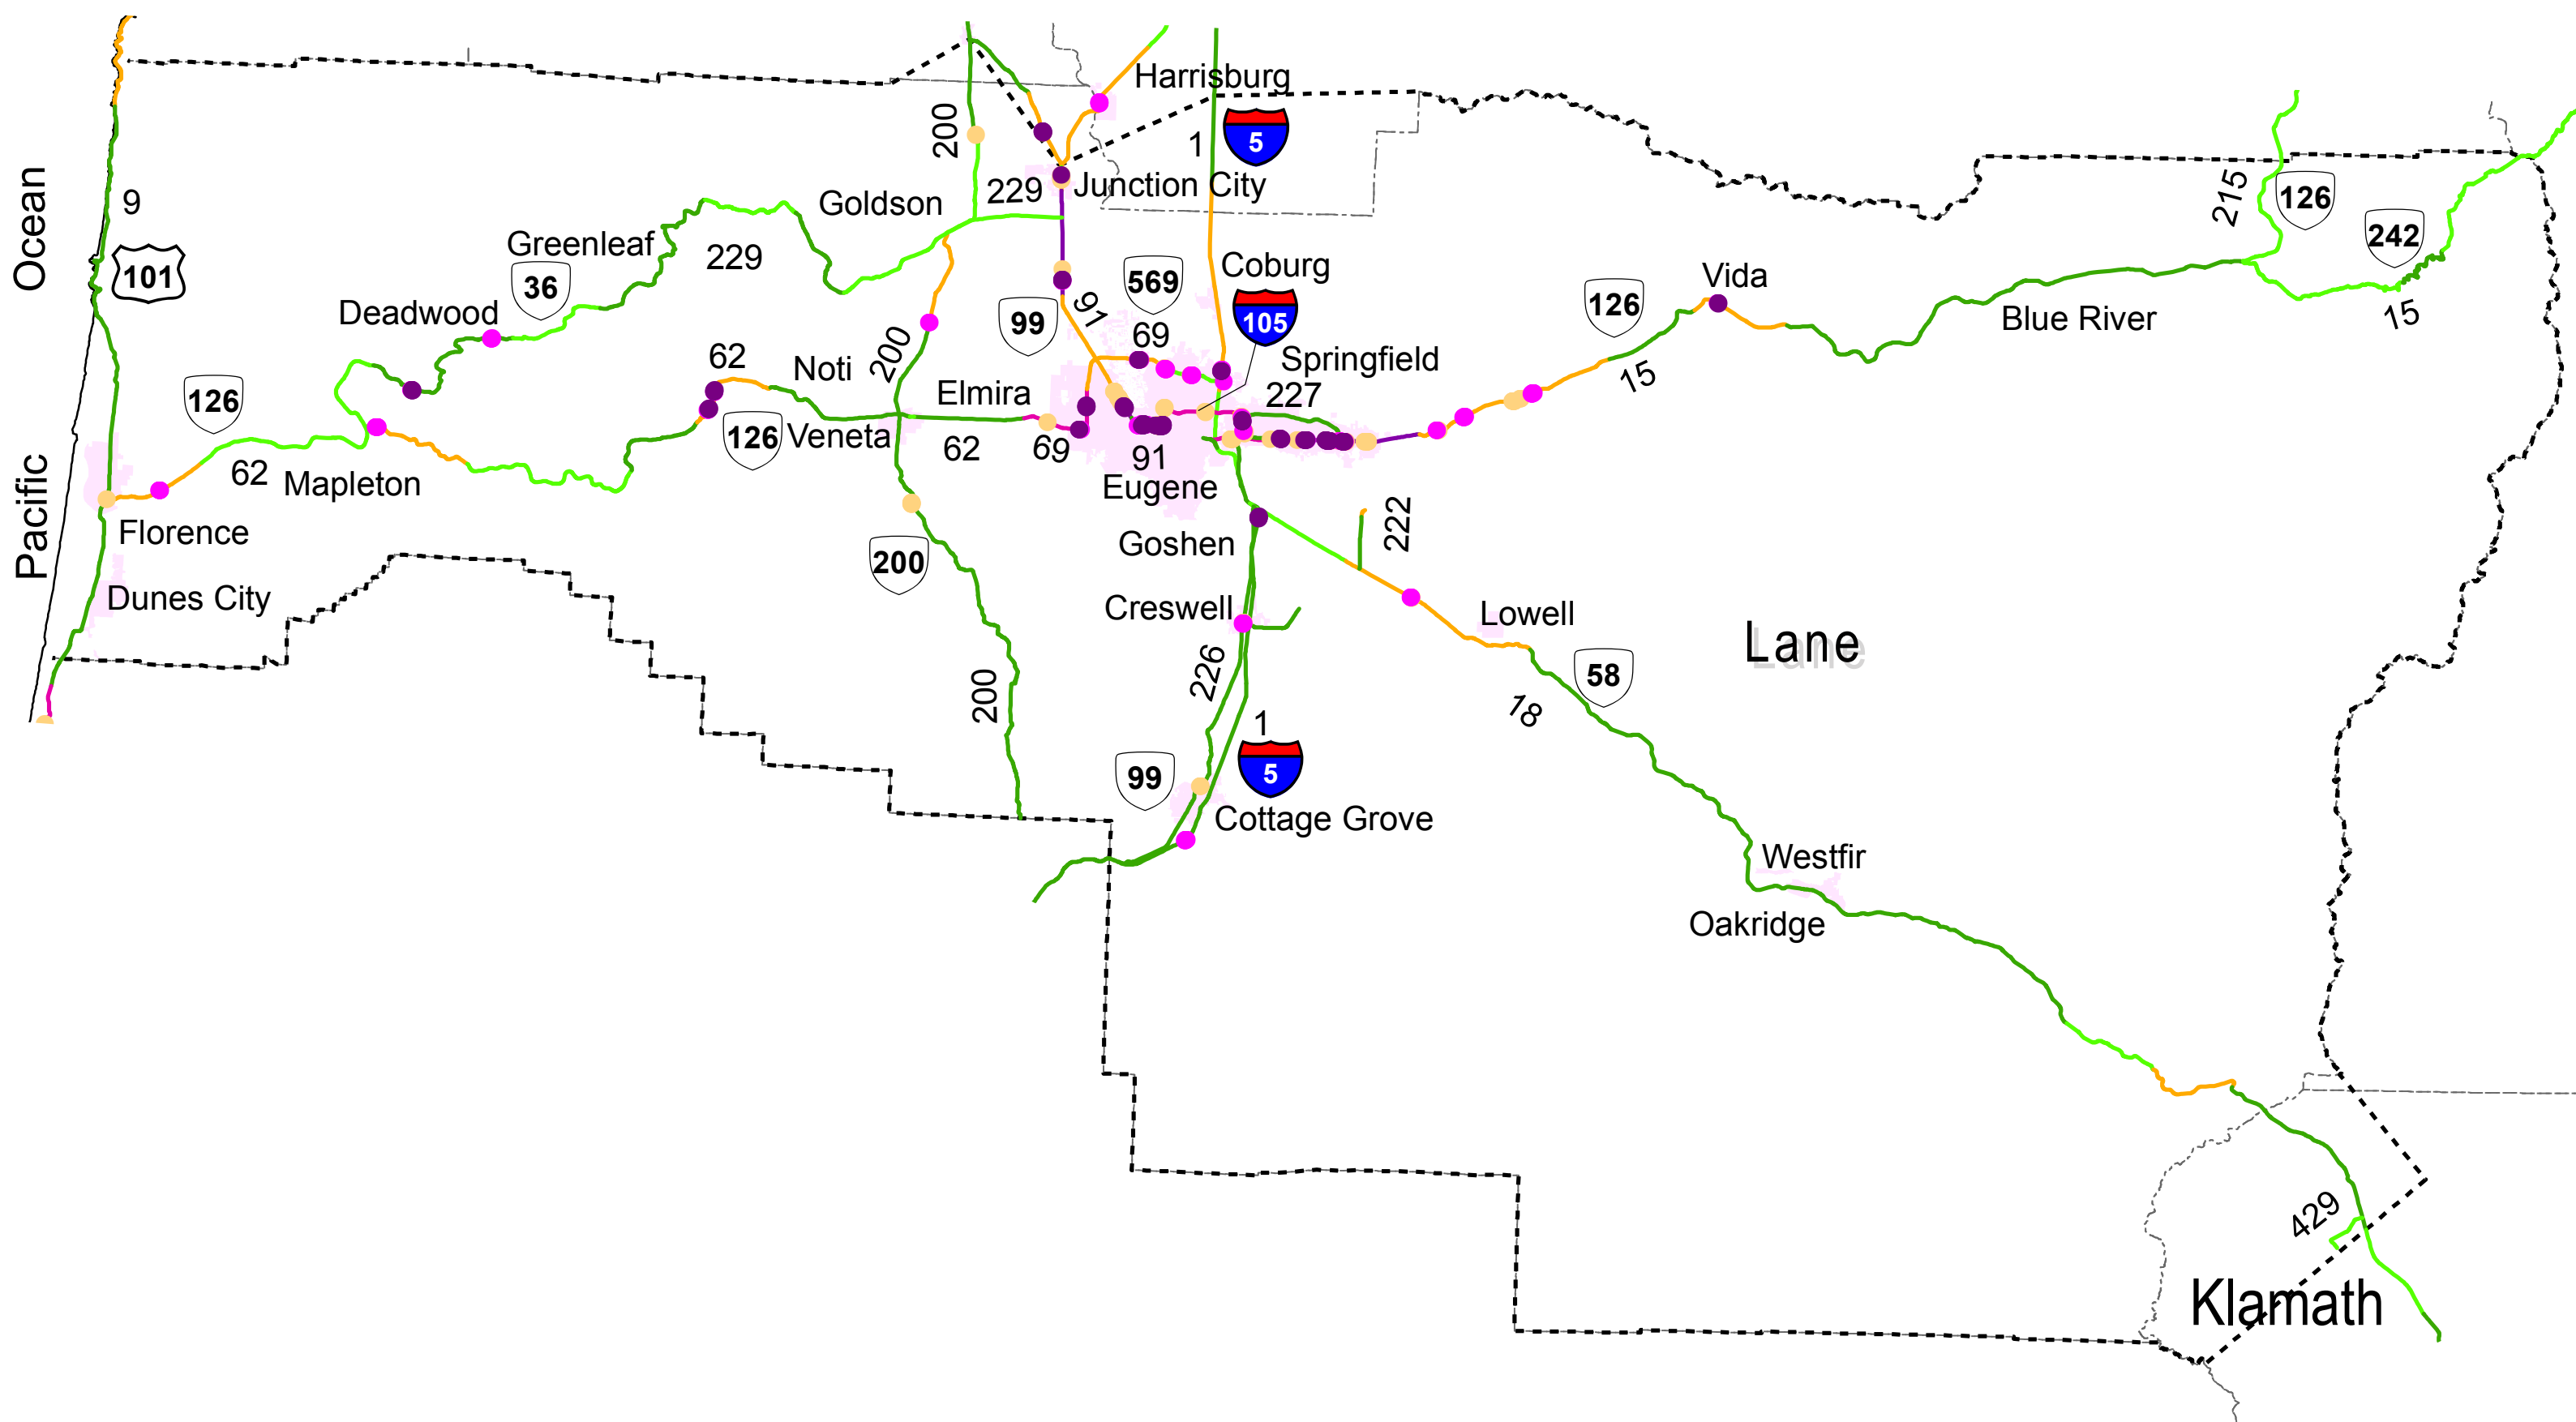 Harrisburg
200
1
5
Junction City
229
Goldson
9
Ocean
215
126
242
Greenleaf
229
36
101
Coburg
569
Vida
126
Blue River
15
Deadwood
99
91
69
105
Springfield
62
Noti
200
Elmira
227
15
126
126
Veneta
62
69
91
Eugene
62
Mapleton
Pacific
Florence
222
Goshen
200
Dunes City
Creswell
Lowell
Lane
58
226
200
18
1
99
5
Cottage Grove
Westfir
Oakridge
429
Klamath